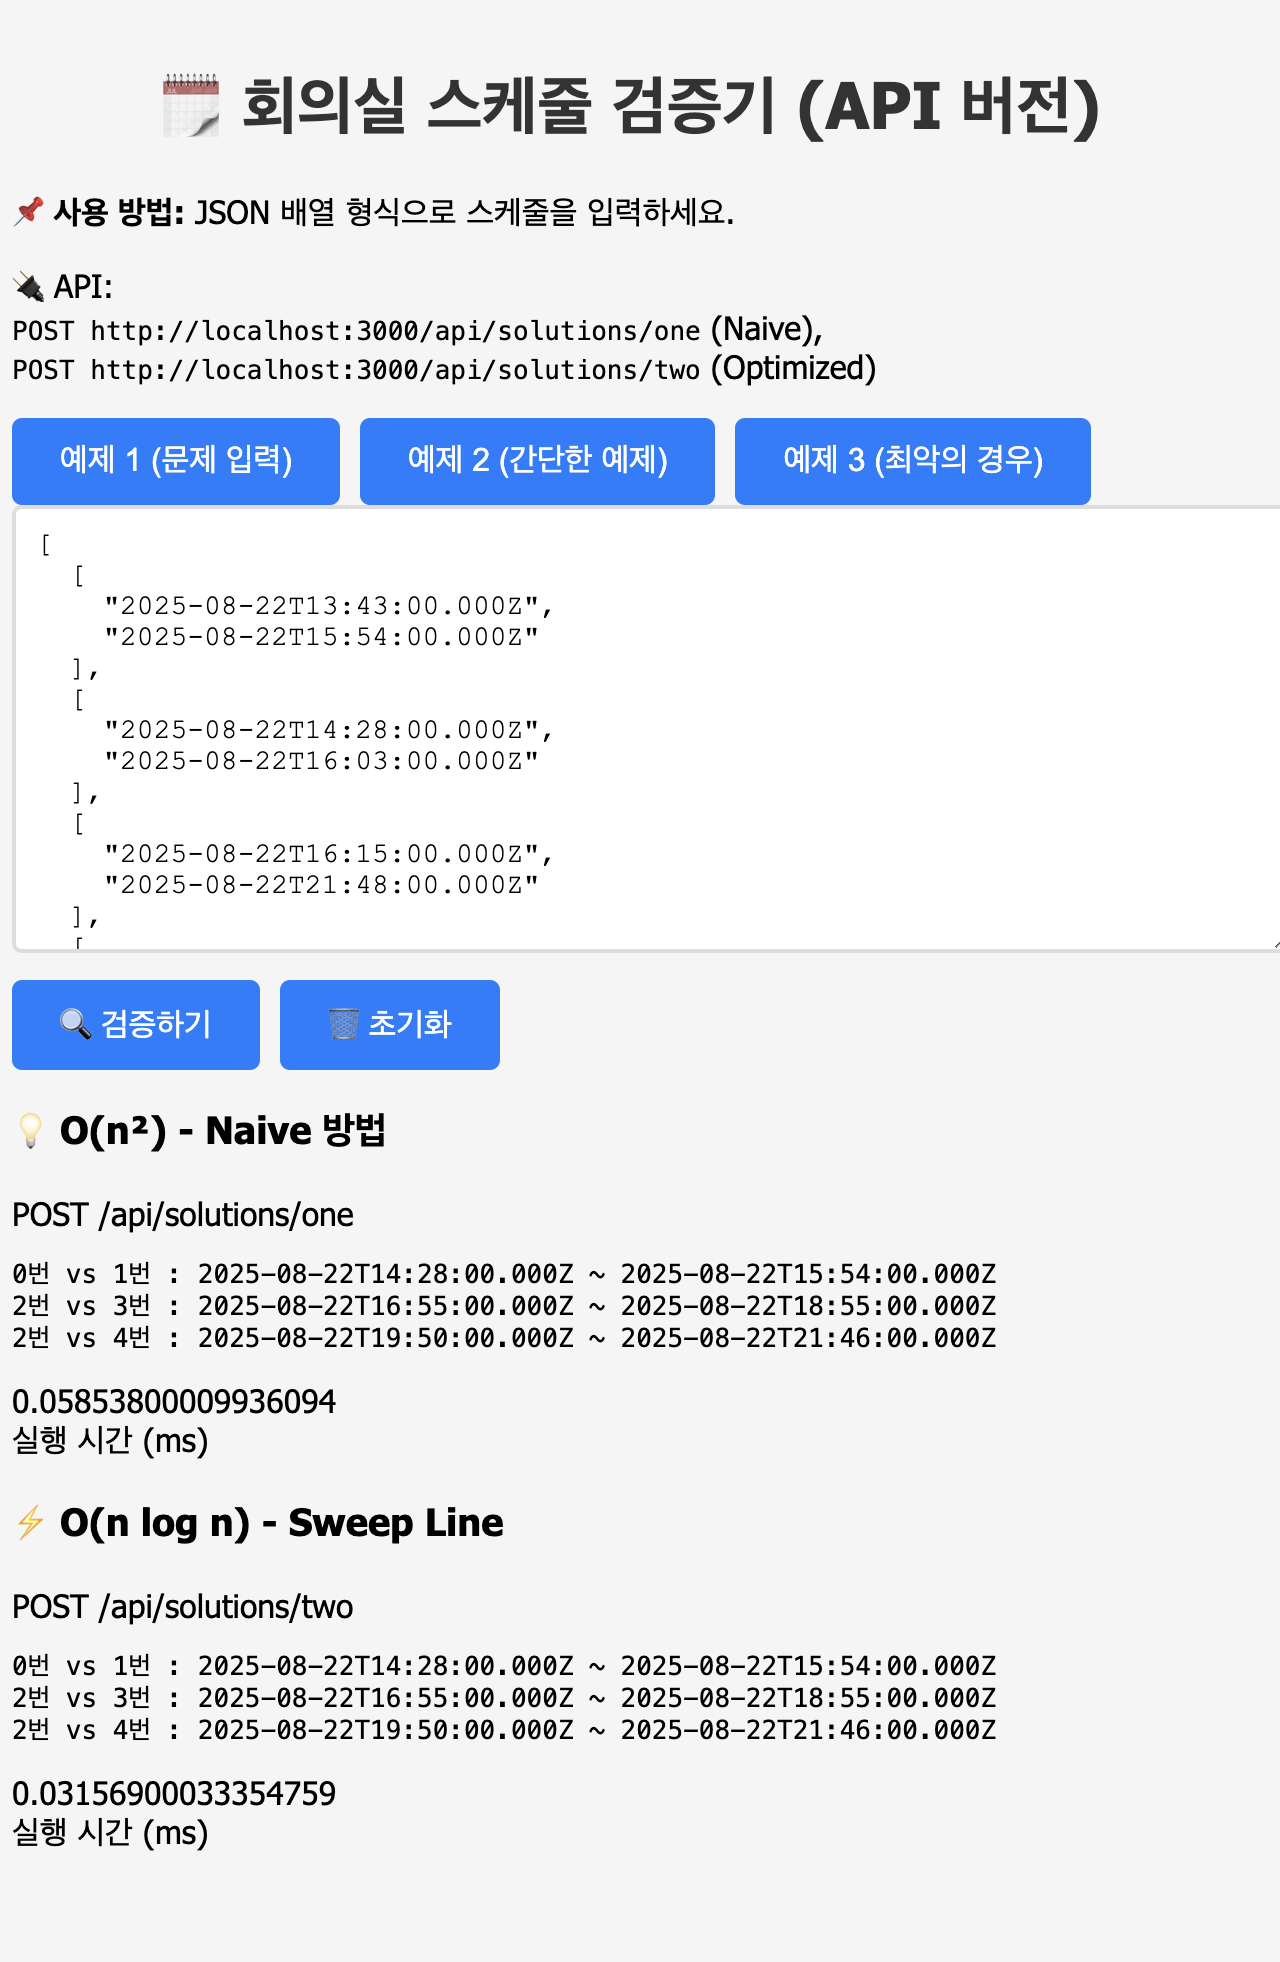 회의실 스케줄 검증기 (API 버전)
사용 방법: JSON 배열 형식으로 스케줄을 입력하세요.
API:
POST http://localhost:3000/api/solutions/one (Naive),
POST http://localhost:3000/api/solutions/two (Optimized)
예제 1 (문제 입력) 예제 2 (간단한 예제) 예제 3 (최악의 경우)
[
[
"2025-08-22T13:43:00.000Z",
"2025-08-22T15:54:00.000Z"
],
[
"2025-08-22T14:28:00.000Z",
"2025-08-22T16:03:00.000Z"
],
[
"2025-08-22T16:15:00.000Z",
"2025-08-22T21:48:00.000Z"
],
[
검증하기 초기화
O(n²) - Naive 방법
POST /api/solutions/one
0번 vs 1번 : 2025-08-22T14:28:00.000Z ~ 2025-08-22T15:54:00.000Z
2번 vs 3번 : 2025-08-22T16:55:00.000Z ~ 2025-08-22T18:55:00.000Z
2번 vs 4번 : 2025-08-22T19:50:00.000Z ~ 2025-08-22T21:46:00.000Z
0.05853800009936094
실행 시간 (ms)
O(n log n) - Sweep Line
POST /api/solutions/two
0번 vs 1번 : 2025-08-22T14:28:00.000Z ~ 2025-08-22T15:54:00.000Z
2번 vs 3번 : 2025-08-22T16:55:00.000Z ~ 2025-08-22T18:55:00.000Z
2번 vs 4번 : 2025-08-22T19:50:00.000Z ~ 2025-08-22T21:46:00.000Z
0.03156900033354759
실행 시간 (ms)